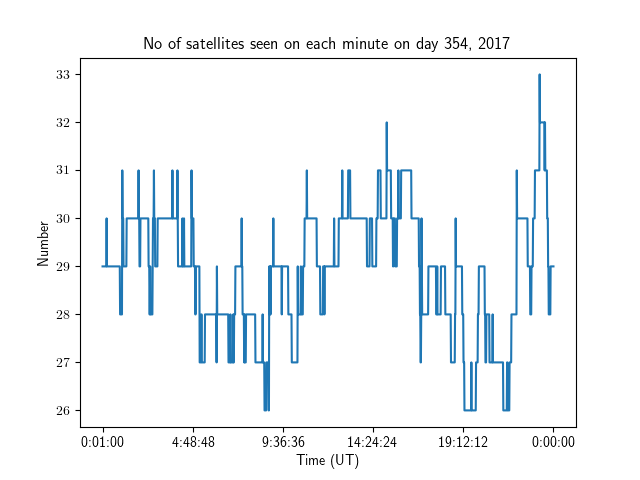 No of satellites seen on each minute on day 354, 2017
33
32
31
30
29
28
27
26
Number
0:01:00 4:48:48 9:36:36 14:24:24 19:12:12 0:00:00
Time (UT)